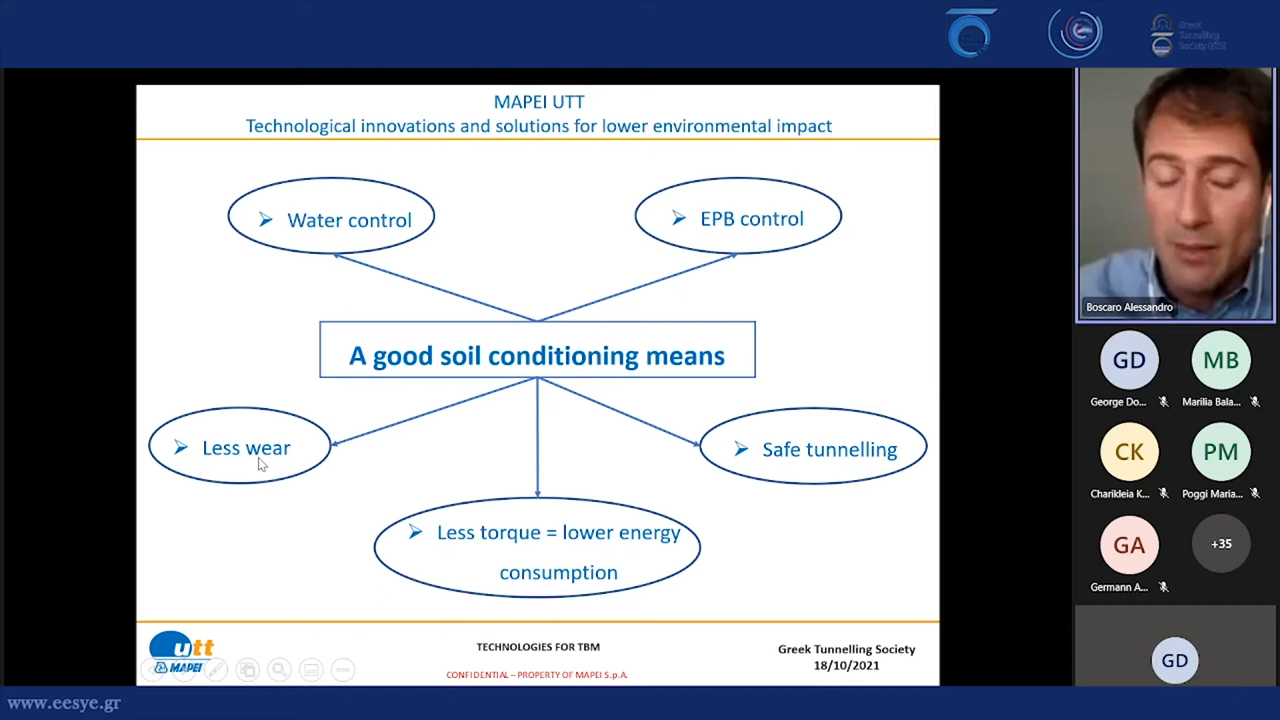 Greek
Tunnelling
Society
MAPEI UTT
Technological innovations and solutions for lower environmental impact
➢ Water control
➢ EPB control
A good soil conditioning means
➢ Less wear
➢ Safe tunnelling
➢ Less torque = lower energy
consumption
utt
MAPEI
TECHNOLOGIES FOR TBM
CONFIDENTIAL – PROPERTY OF MAPEI S.p.A.
Greek Tunnelling Society
18/10/2021
Boscaro Alessandro
GD
George Do...
MB
Marilia Bala...
CK
Charikleia K...
PM
Poggi Maria...
GA
Germann A...
+35
GD
www.eesye.gr